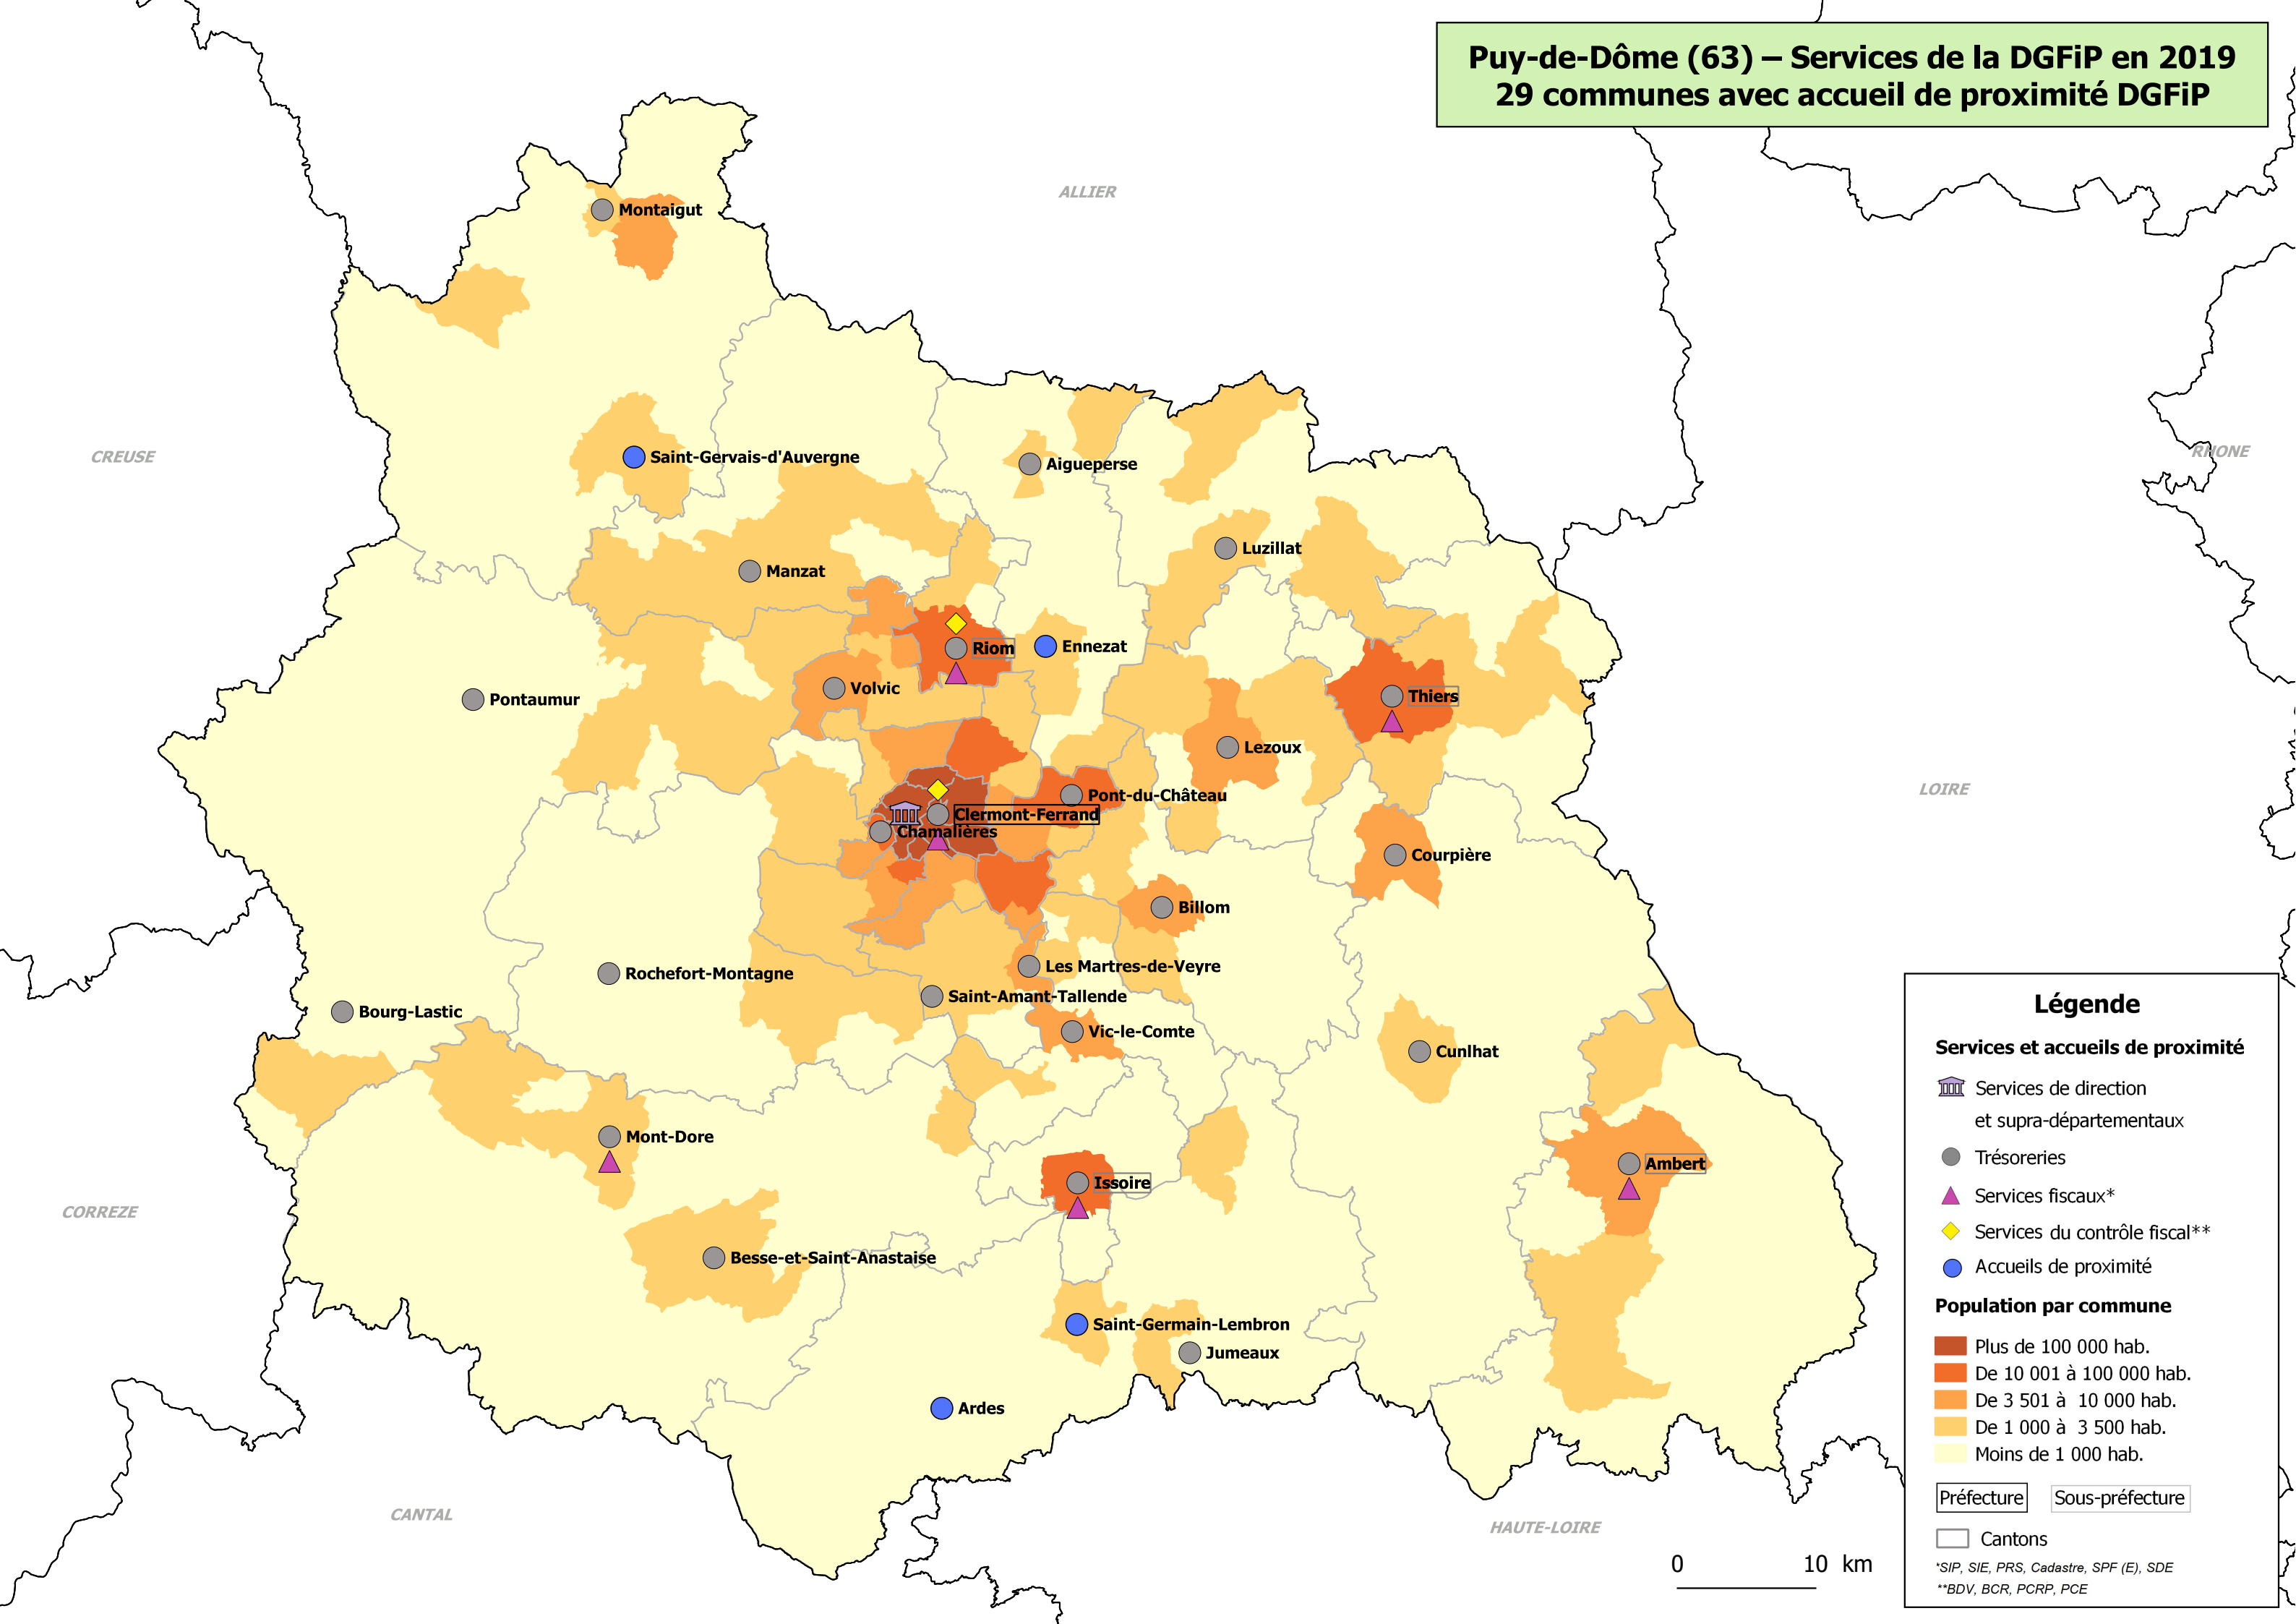 Puy-de-Dôme (63) – Services de la DGFiP en 2019
29 communes avec accueil de proximité DGFiP
ALLIER
Montaigut
CREUSE
Saint-Gervais-d'Auvergne
Aigueperse
RHONE
Luzillat
Manzat
Riom
Ennezat
Volvic
Pontaumur
Thiers
Lezoux
LOIRE
Pont-du-Château
Clermont-Ferrand
Chamalières
Courpière
Billom
Les Martres-de-Veyre
Rochefort-Montagne
Saint-Amant-Tallende
Bourg-Lastic
Vic-le-Comte
Cunlhat
Mont-Dore
Ambert
Issoire
CORREZE
Besse-et-Saint-Anastaise
Saint-Germain-Lembron
Jumeaux
Ardes
CANTAL
HAUTE-LOIRE
0 10 km
Légende
Services et accueils de proximité
Services de direction
et supra-départementaux
Trésoreries
Services fiscaux*
Services du contrôle fiscal**
Accueils de proximité
Population par commune
Plus de 100 000 hab.
De 10 001 à 100 000 hab.
De 3 501 à 10 000 hab.
De 1 000 à 3 500 hab.
Moins de 1 000 hab.
Préfecture Sous-préfecture
Cantons
*SIP, SIE, PRS, Cadastre, SPF (E), SDE
**BDV, BCR, PCRP, PCE